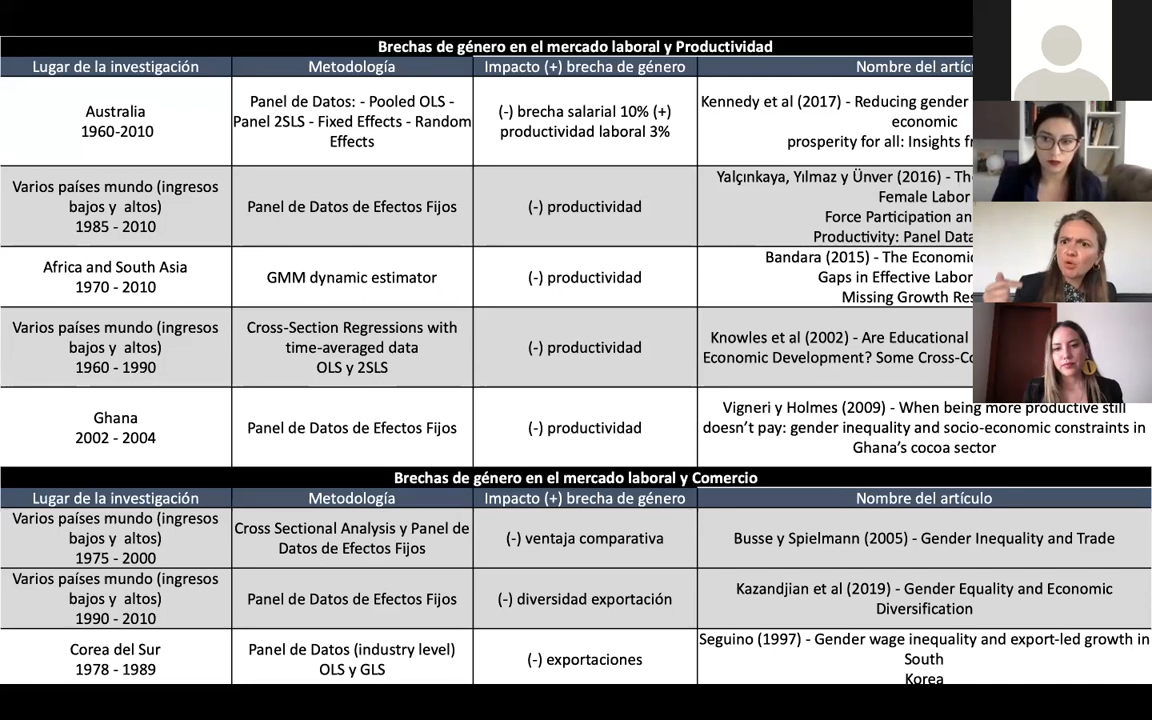 Brechas de género en el mercado laboral y Productividad
Lugar de la investigación
Metodología
Impacto (+) brecha de género
Nombre del
Australia
1960-2010
Panel de Datos: - Pooled OLS -
Panel 2SLS - Fixed Effects - Random
Effects
(-) brecha salarial 10% (+)
productividad laboral 3%
Kennedy et al (2017) - Reducing gender
economic
prosperity for all: Insights
Varios países mundo (ingresos
bajos y altos)
1985 - 2010
Panel de Datos de Efectos Fijos
(-) productividad
Yalçınkaya, Yılmaz y Ünver (2016) -
Female Labor
Force Participation
Productivity: Panel Data
Africa and South Asia
1970 - 2010
GMM dynamic estimator
(-) productividad
Bandara (2015) - The
Gaps in Effective
Missing Growth
Varios países mundo (ingresos
bajos y altos)
1960 - 1990
Cross-Section Regressions with
time-averaged data
OLS y 2SLS
(-) productividad
Knowles et al (2002) - Are Educational
Economic Development? Some
Ghana
2002 - 2004
Panel de Datos de Efectos Fijos
(-) productividad
Vigneri y Holmes (2009) - When being more productive still
doesn't pay: gender inequality and socio-economic constraints in
Ghana's cocoa sector
Brechas de género en el mercado laboral y Comercio
Lugar de la investigación
Metodología
Impacto (+) brecha de género
Nombre del artículo
Varios países mundo (ingresos
bajos y altos)
1975 - 2000
Cross Sectional Analysis y Panel de
Datos de Efectos Fijos
(-) ventaja comparativa
Busse y Spielmann (2005) - Gender Inequality and Trade
Varios países mundo (ingresos
bajos y altos)
1990 - 2010
Panel de Datos de Efectos Fijos
(-) diversidad exportación
Kazandjian et al (2019) - Gender Equality and Economic
Diversification
Corea del Sur
1978 - 1989
Panel de Datos (industry level)
OLS y GLS
(-) exportaciones
Seguino (1997) - Gender wage inequality and export-led growth in
South
Korea